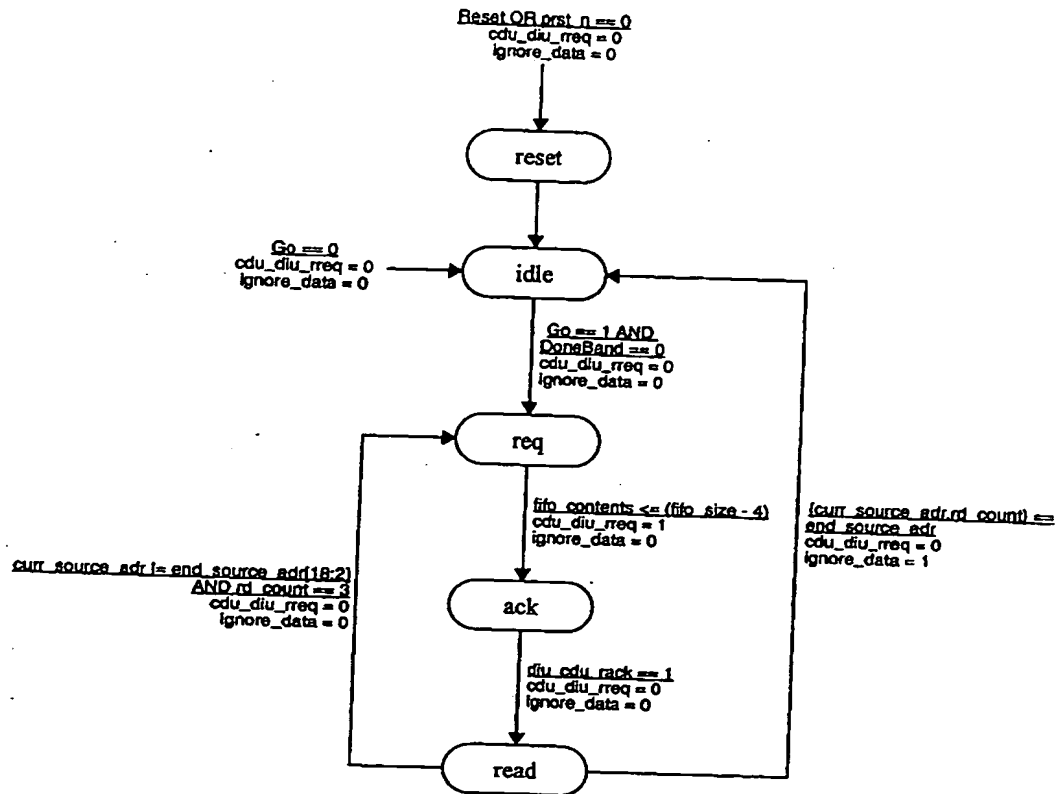 Reset OR prst_n == 0
cdu_diu_rreq = 0
ignore_data = 0
reset
Go == 0
cdu_diu_rreq = 0
ignore_data = 0
idle
Go == 1 AND
DoneBand == 0
cdu_diu_rreq = 0
ignore_data = 0
req
fifo_contents <= (fifo_size - 4)
cdu_diu_rreq = 1
ignore_data = 0
{curr_source_adr,rd_count} ==
end_source_adr
cdu_diu_rreq = 0
ignore_data = 1
curr_source_adr != end_source_adr[18:2]
AND rd_count == 3
cdu_diu_rreq = 0
ignore_data = 0
ack
diu_cdu_rack == 1
cdu_diu_rreq = 0
ignore_data = 0
read